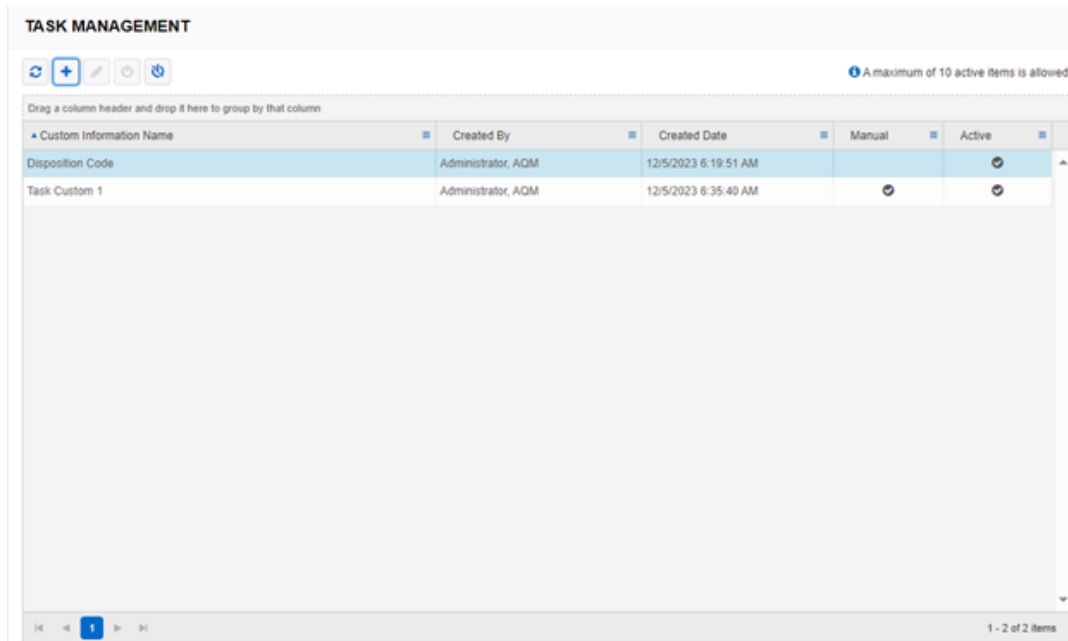 TASK MANAGEMENT
A maximum of 10 active items is allowed
Drag a column header and drop it here to group by that column
Custom Information Name Created By Created Date Manual Active
Disposition Code Administrator, AQM 12/5/2023 6:19:51 AM
Task Custom 1 Administrator, AQM 12/5/2023 6:35:40 AM
1 1 - 2 of 2 items